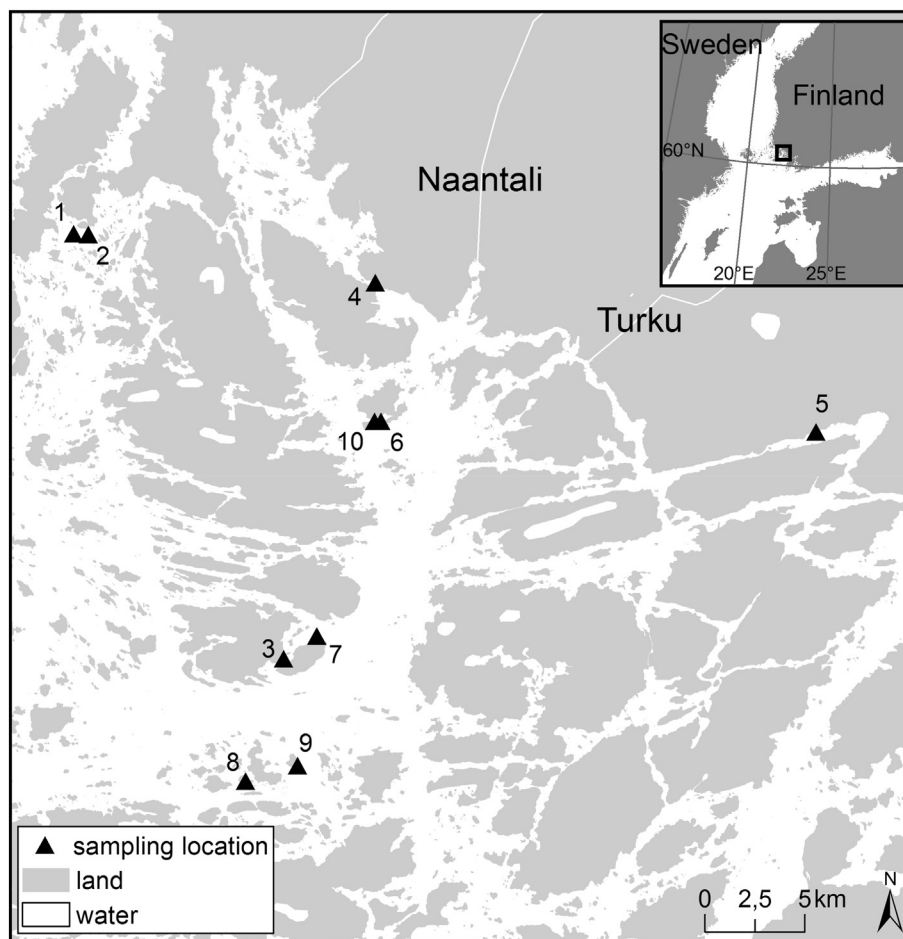 Sweden
Finland
60°N
20°E
25°E
Naantali
Turku
1
2
4
10
6
5
3
7
8
9
sampling location
land
water
0 2,5 5 km
N